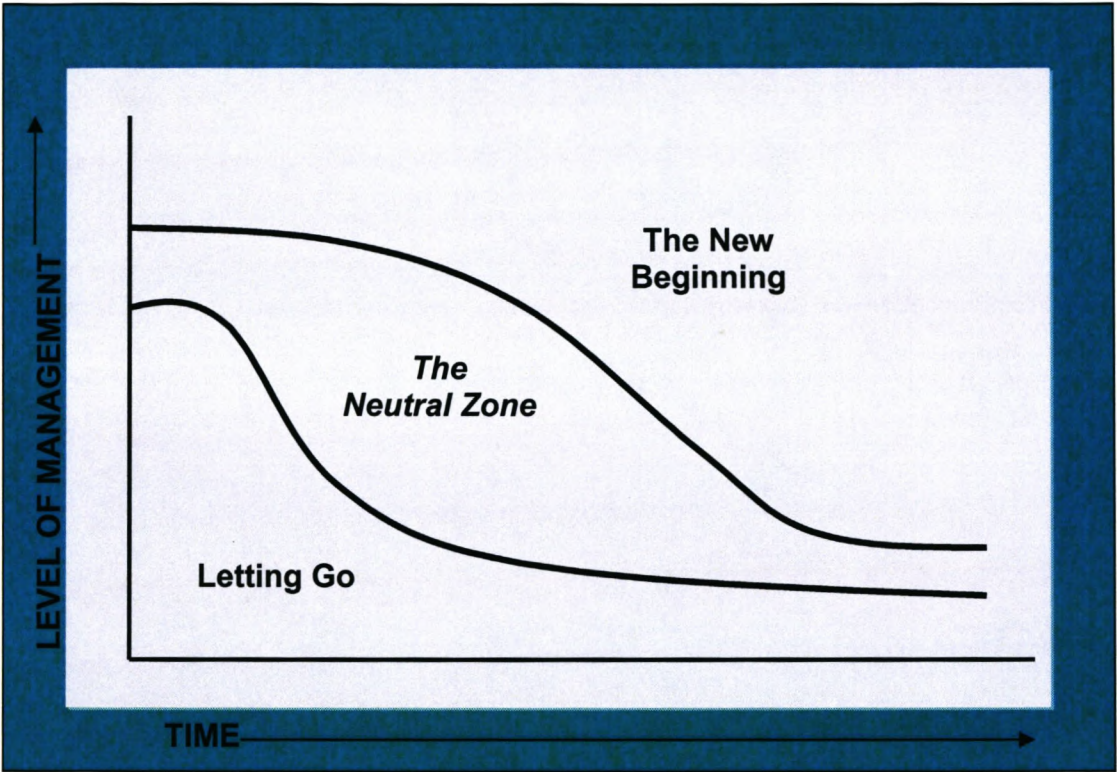 LEVEL OF MANAGEMENT
The New
Beginning
The
Neutral Zone
Letting Go
TIME